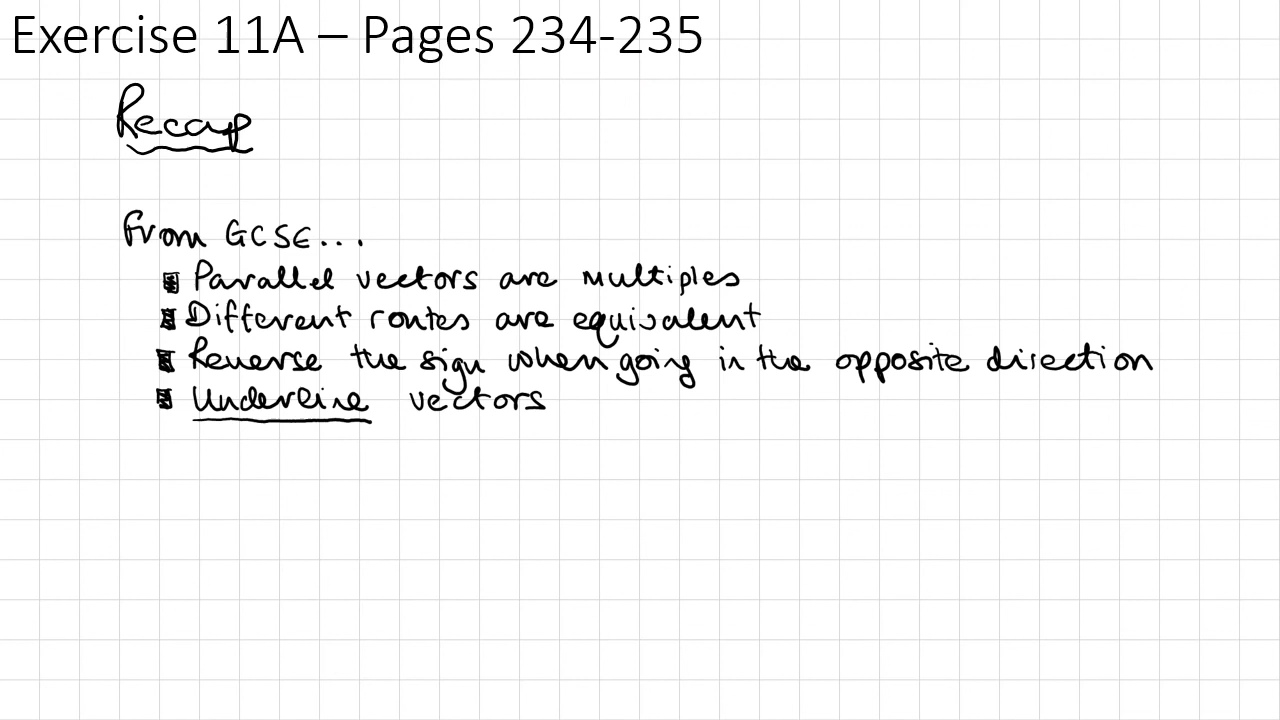 Exercise 11A – Pages 234-235
Recap
From GCSE...
▪ Parallel vectors are multiples
▪ Different routes are equivalent
▪ Reverse the sign when going in the opposite direction
▪ Underline vectors